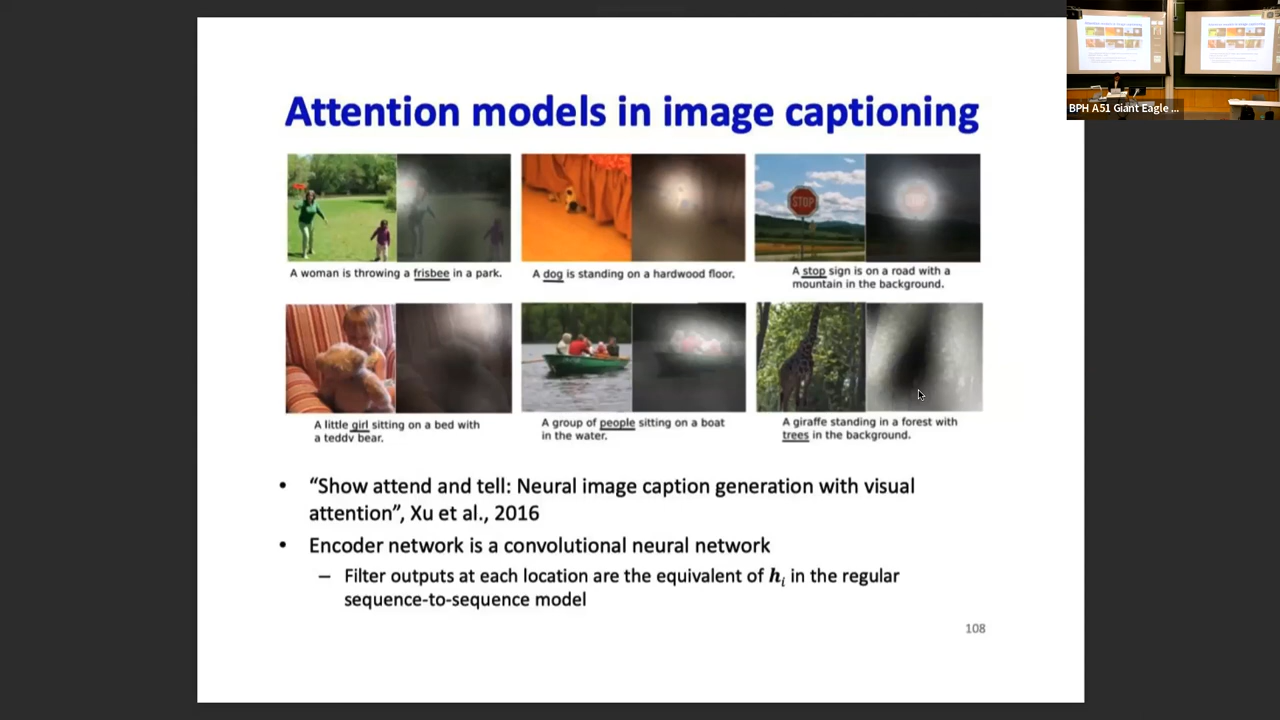 BPH A51 Giant Eagle ...
Attention models in image captioning
STOP
A woman is throwing a frisbee in a park.
A dog is standing on a hardwood floor.
A stop sign is on a road with a
mountain in the background.
A little girl sitting on a bed with
a teddy bear.
A group of people sitting on a boat
in the water.
A giraffe standing in a forest with
trees in the background.
• “Show attend and tell: Neural image caption generation with visual
attention”, Xu et al., 2016
• Encoder network is a convolutional neural network
– Filter outputs at each location are the equivalent of hᵢ in the regular
sequence-to-sequence model
108